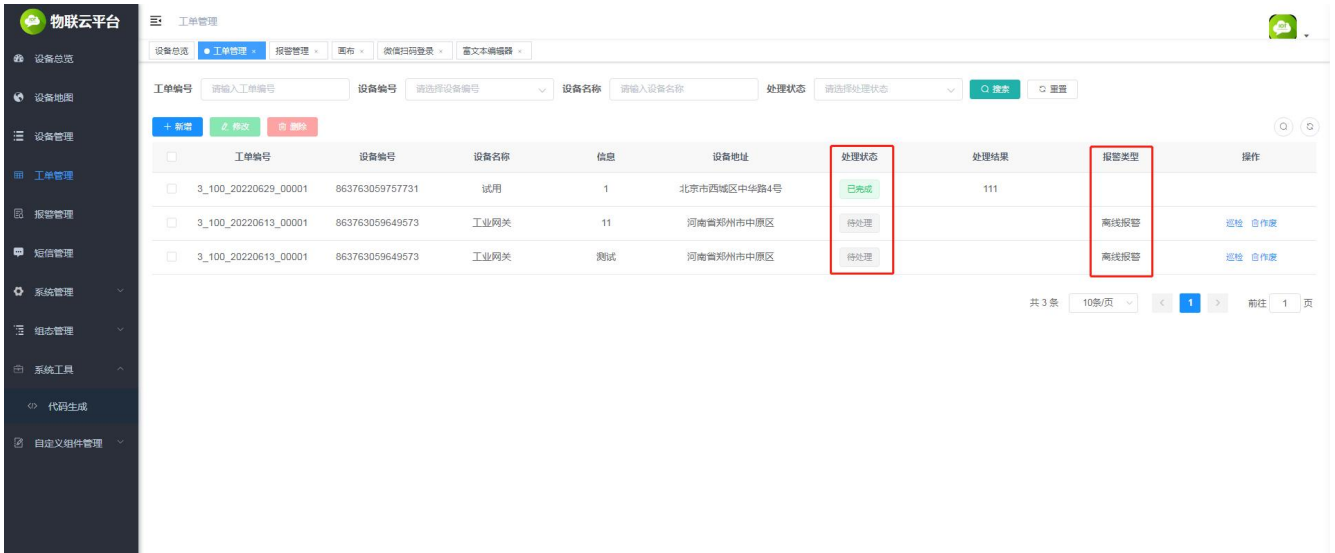 物联云平台
工单管理
设备总览 工单管理 × 报警管理 × 画布 × 微信扫码登录 × 富文本编辑器 ×
设备总览
设备地图
设备管理
工单管理
报警管理
短信管理
系统管理
组态管理
系统工具
代码生成
自定义组件管理
工单编号 请输入工单编号 设备编号 请选择设备编号 设备名称 请输入设备名称 处理状态 请选择处理状态 搜索 重置
+ 新增 修改 删除
工单编号 设备编号 设备名称 信息 设备地址 处理状态 处理结果 报警类型 操作
3_100_20220629_00001 863763059757731 试用 1 北京市西城区中华路4号 已完成 111
3_100_20220613_00001 863763059649573 工业网关 11 河南省郑州市中原区 待处理 离线报警 巡检 自作废
3_100_20220613_00001 863763059649573 工业网关 测试 河南省郑州市中原区 待处理 离线报警 巡检 自作废
共 3 条 10条/页 < 1 > 前往 1 页